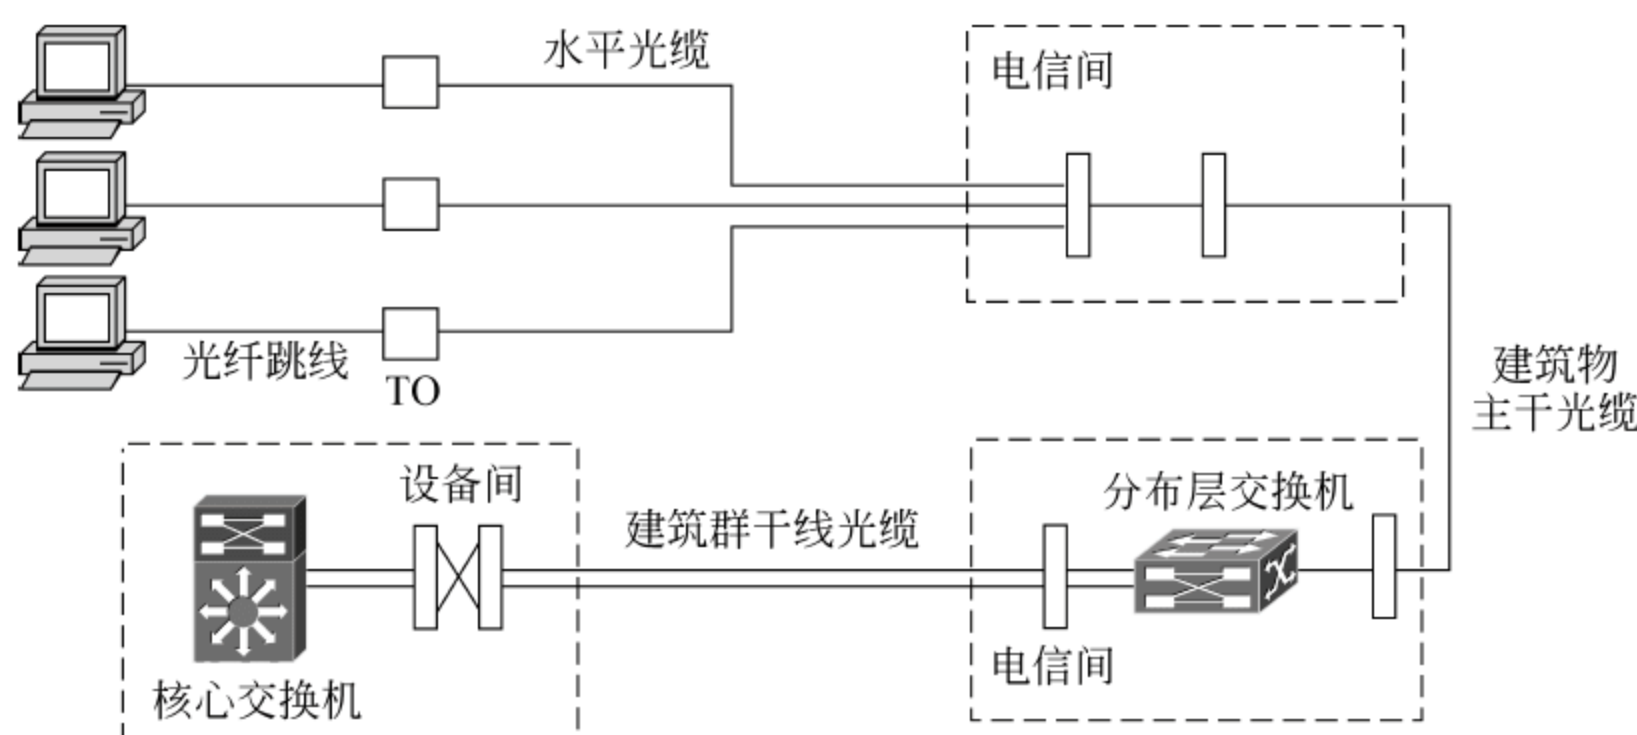 水平光缆
电信间
光纤跳线
TO
建筑物
主干光缆
设备间
建筑群干线光缆
分布层交换机
电信间
核心交换机